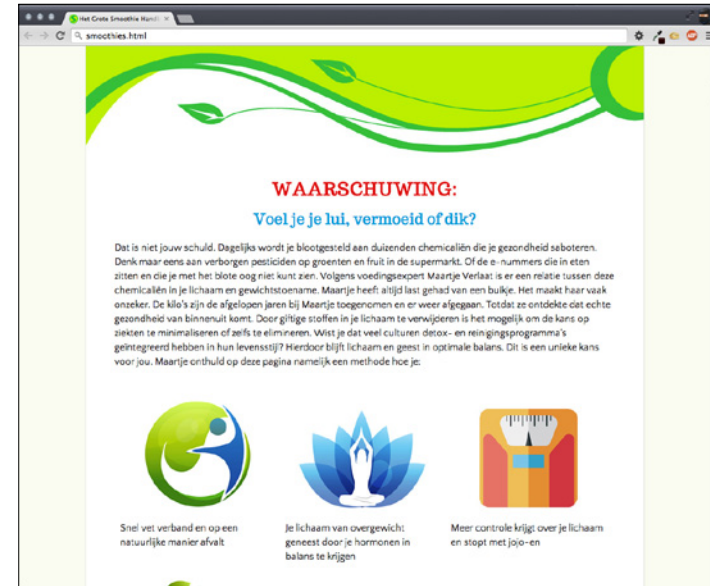 Het Grote Smoothie Handb
smoothies.html
WAARSCHUWING:
Voel je je lui, vermoeid of dik?
Dat is niet jouw schuld. Dagelijks wordt je blootgesteld aan duizenden chemicaliën die je gezondheid saboteren.
Denk maar eens aan verborgen pesticiden op groenten en fruit in de supermarkt. Of de e-nummers die in eten
zitten en die je met het blote oog niet kunt zien. Volgens voedingsexpert Maartje Verlaat is er een relatie tussen deze
chemicaliën in je lichaam en gewichtstoename. Maartje heeft altijd last gehad van een buikje. Het maakt haar vaak
onzeker. De kilo's zijn de afgelopen jaren bij Maartje toegenomen en er weer afgegaan. Totdat ze ontdekte dat echte
gezondheid van binnenuit komt. Door giftige stoffen in je lichaam te verwijderen is het mogelijk om de kans op
ziekten te minimaliseren of zelfs te elimineren. Wist je dat veel culturen detox- en reinigingsprogramma's
geïntegreerd hebben in hun levensstijl? Hierdoor blijft lichaam en geest in optimale balans. Dit is een unieke kans
voor jou. Maartje onthuld op deze pagina namelijk een methode hoe je:
Snel vet verband en op een
natuurlijke manier afvalt
Je lichaam van overgewicht
geneest door je hormonen in
balans te krijgen
Meer controle krijgt over je lichaam
en stopt met jojo-en